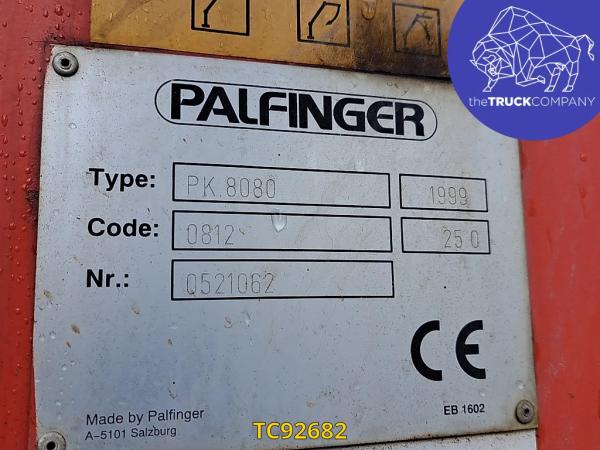 theTRUCKCOMPANY
PALFINGER
Type: PK.8080 1999
Code: 0812 25 0
Nr.: 0521062
CE
EB 1602
Made by Palfinger
A-5101 Salzburg
TC92682